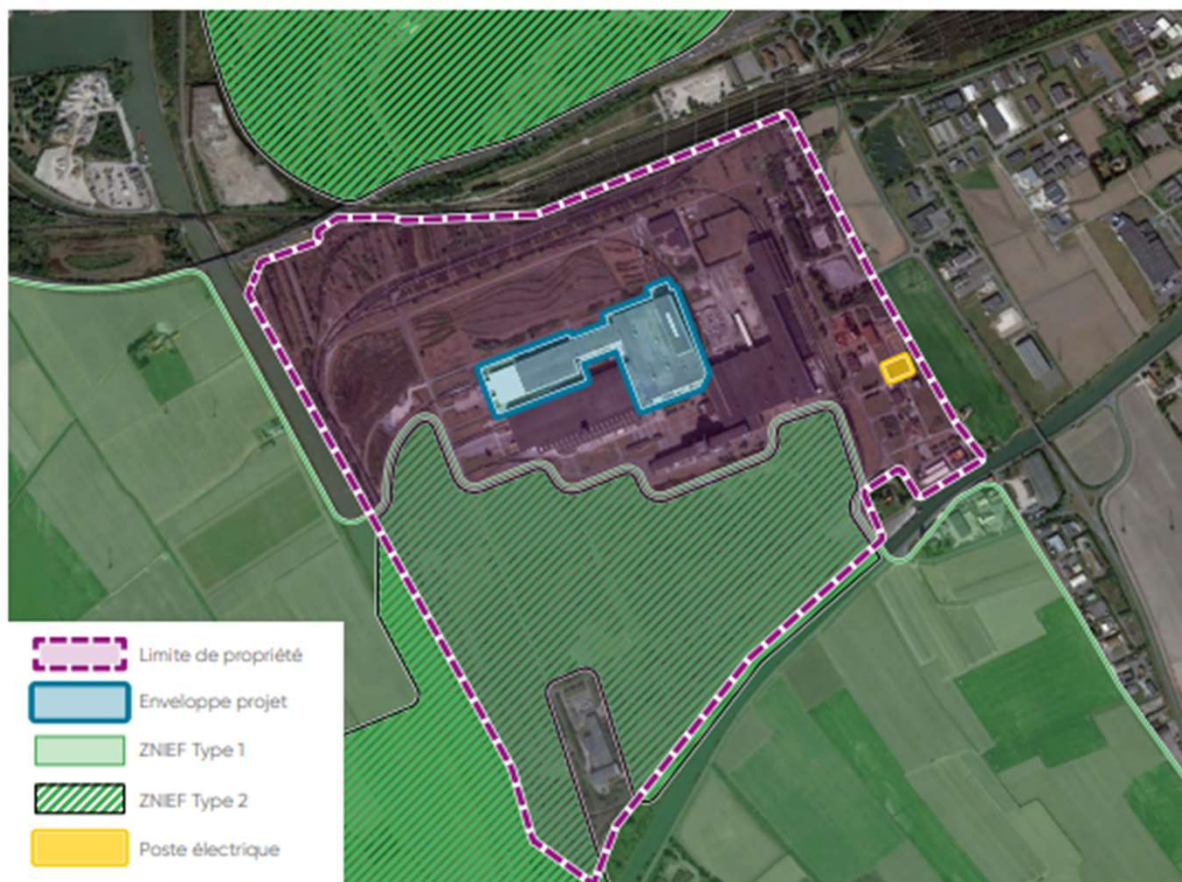 Limite de propriété
Enveloppe projet
ZNIEF Type 1
ZNIEF Type 2
Poste électrique